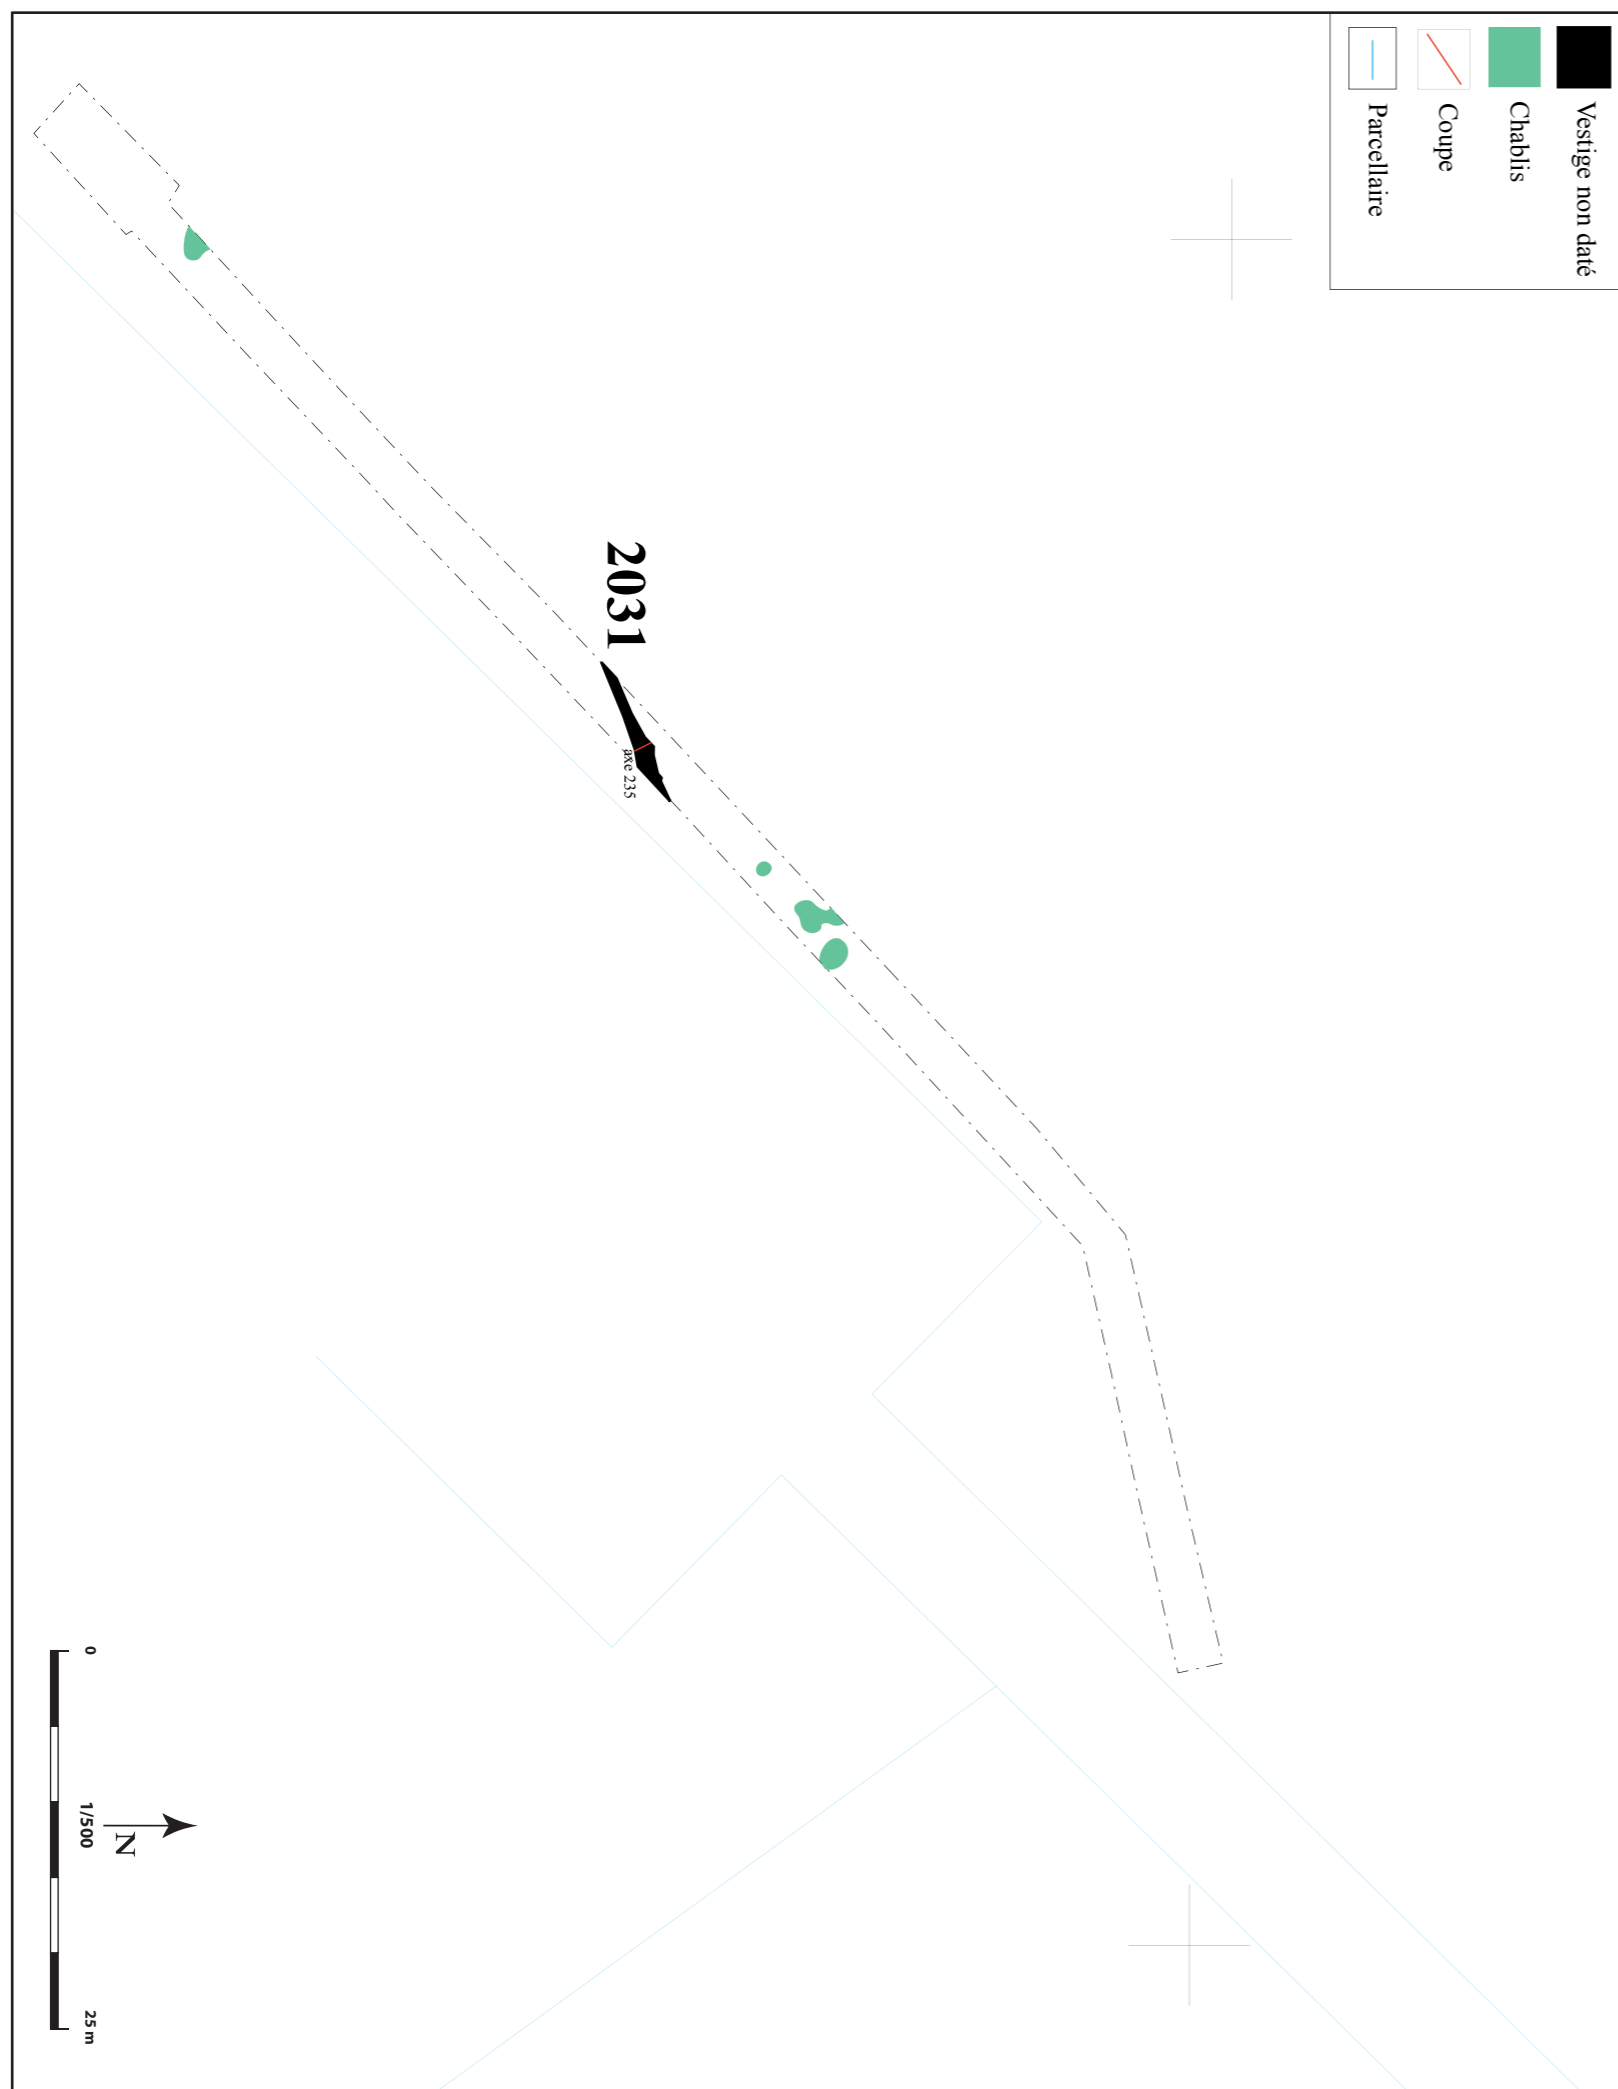 Vestige non daté
Chablis
Coupe
Parcellaire
2031
axe 235
0
1/500
25 m
N